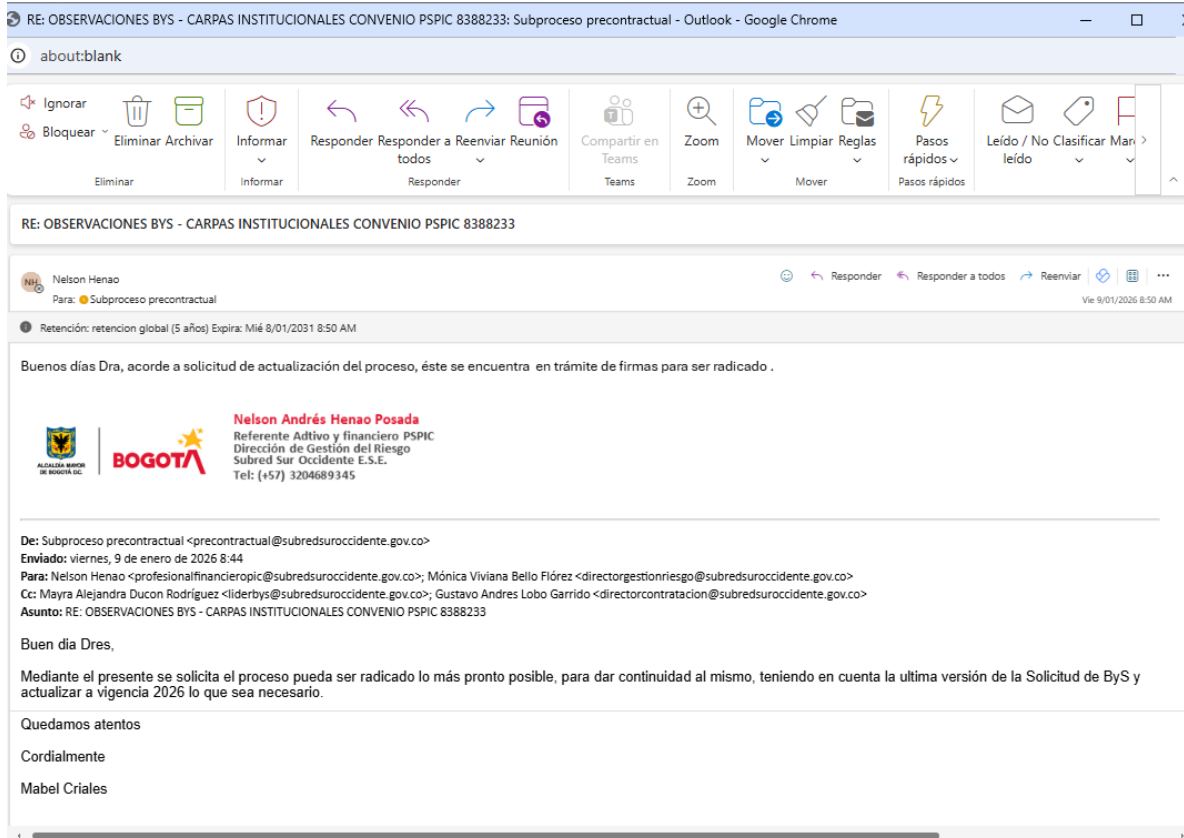 RE: OBSERVACIONES BYS - CARPAS INSTITUCIONALES CONVENIO PSPIC 8388233: Subproceso precontractual - Outlook - Google Chrome
about:blank
Ignorar
Bloquear
Eliminar Archivar
Informar
Responder Responder a todos Reenviar Reunión
Compartir en Teams
Zoom
Mover Limpiar Reglas
Pasos rápidos
Leído / No leído Clasificar Marc
Eliminar Informar Responder Teams Zoom Mover Pasos rápidos
RE: OBSERVACIONES BYS - CARPAS INSTITUCIONALES CONVENIO PSPIC 8388233
NH
Nelson Henao
Responder Responder a todos Reenviar
Para: Subproceso precontractual
Vie 9/01/2026 8:50 AM
Retención: retencion global (5 años) Expira: Mié 8/01/2031 8:50 AM
Buenos días Dra, acorde a solicitud de actualización del proceso, éste se encuentra en trámite de firmas para ser radicado .
ALCALDÍA MAYOR
DE BOGOTÁ D.C.
BOGOTÁ
Nelson Andrés Henao Posada
Referente Adtivo y financiero PSPIC
Dirección de Gestión del Riesgo
Subred Sur Occidente E.S.E.
Tel: (+57) 3204689345
De: Subproceso precontractual <precontractual@subredsuroccidente.gov.co>
Enviado: viernes, 9 de enero de 2026 8:44
Para: Nelson Henao <profesionalfinancieropic@subredsuroccidente.gov.co>; Mónica Viviana Bello Flórez <directorgestionriesgo@subredsuroccidente.gov.co>
Cc: Mayra Alejandra Ducon Rodríguez <liderbys@subredsuroccidente.gov.co>; Gustavo Andres Lobo Garrido <directorcontratacion@subredsuroccidente.gov.co>
Asunto: RE: OBSERVACIONES BYS - CARPAS INSTITUCIONALES CONVENIO PSPIC 8388233
Buen dia Dres,
Mediante el presente se solicita el proceso pueda ser radicado lo más pronto posible, para dar continuidad al mismo, teniendo en cuenta la ultima versión de la Solicitud de ByS y
actualizar a vigencia 2026 lo que sea necesario.
Quedamos atentos
Cordialmente
Mabel Criales